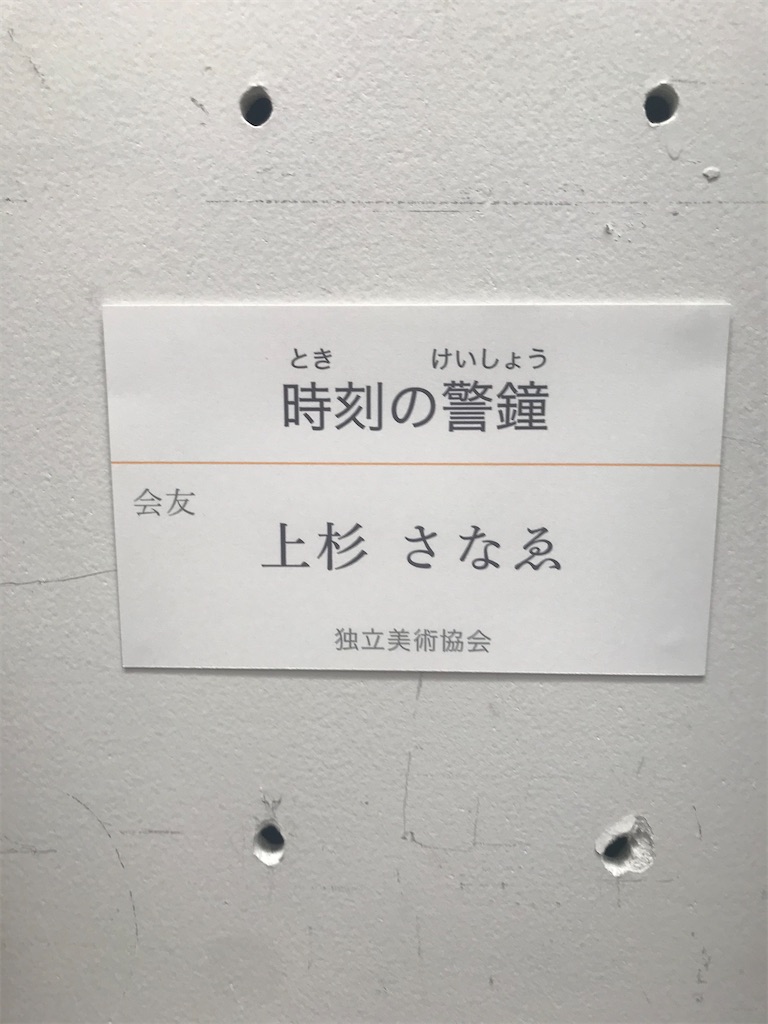 とき けいしょう
時刻の警鐘
会友
上杉 さなゑ
独立美術協会